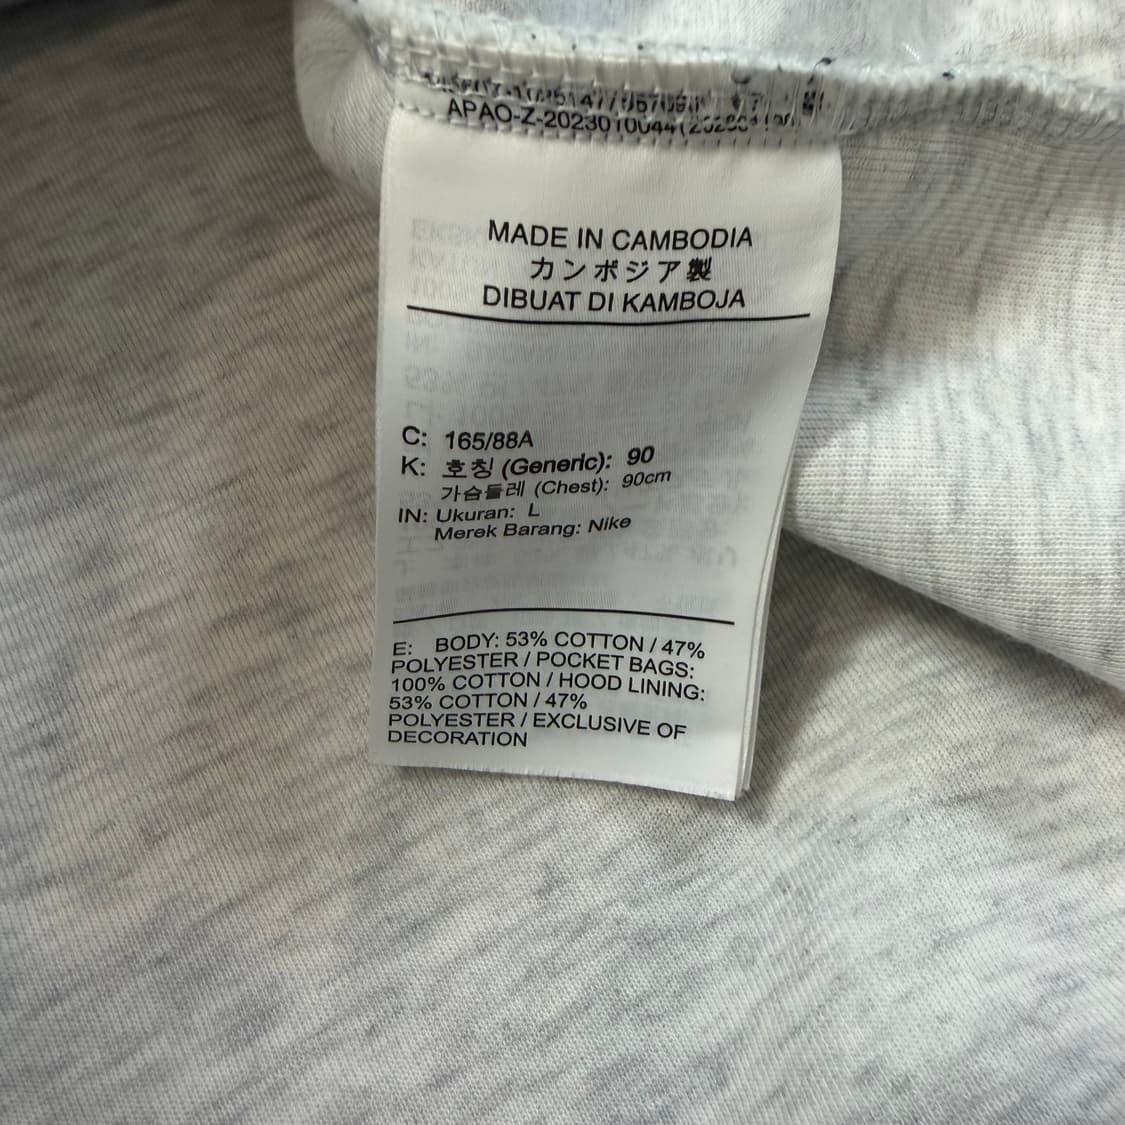 APAO-Z-2023010044
MADE IN CAMBODIA
カンボジア製
DIBUAT DI KAMBOJA
C: 165/88A
K: 호칭 (Generic): 90
가슴둘레 (Chest): 90cm
IN: Ukuran: L
Merek Barang: Nike
E: BODY: 53% COTTON / 47%
POLYESTER / POCKET BAGS:
100% COTTON / HOOD LINING:
53% COTTON / 47%
POLYESTER / EXCLUSIVE OF
DECORATION